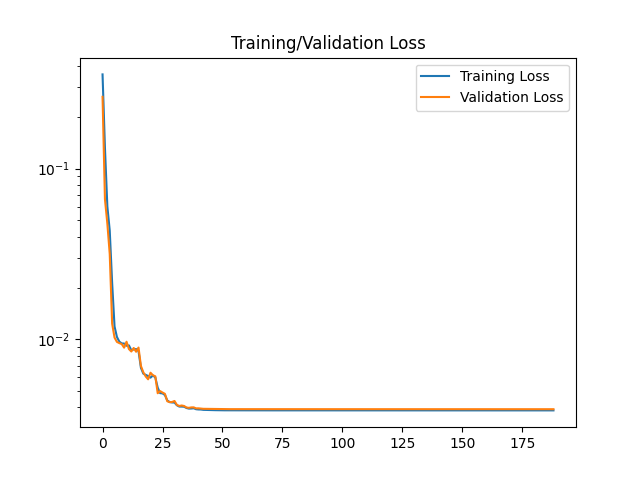 Training/Validation Loss
Training Loss
Validation Loss
10⁻¹
10⁻²
0 25 50 75 100 125 150 175